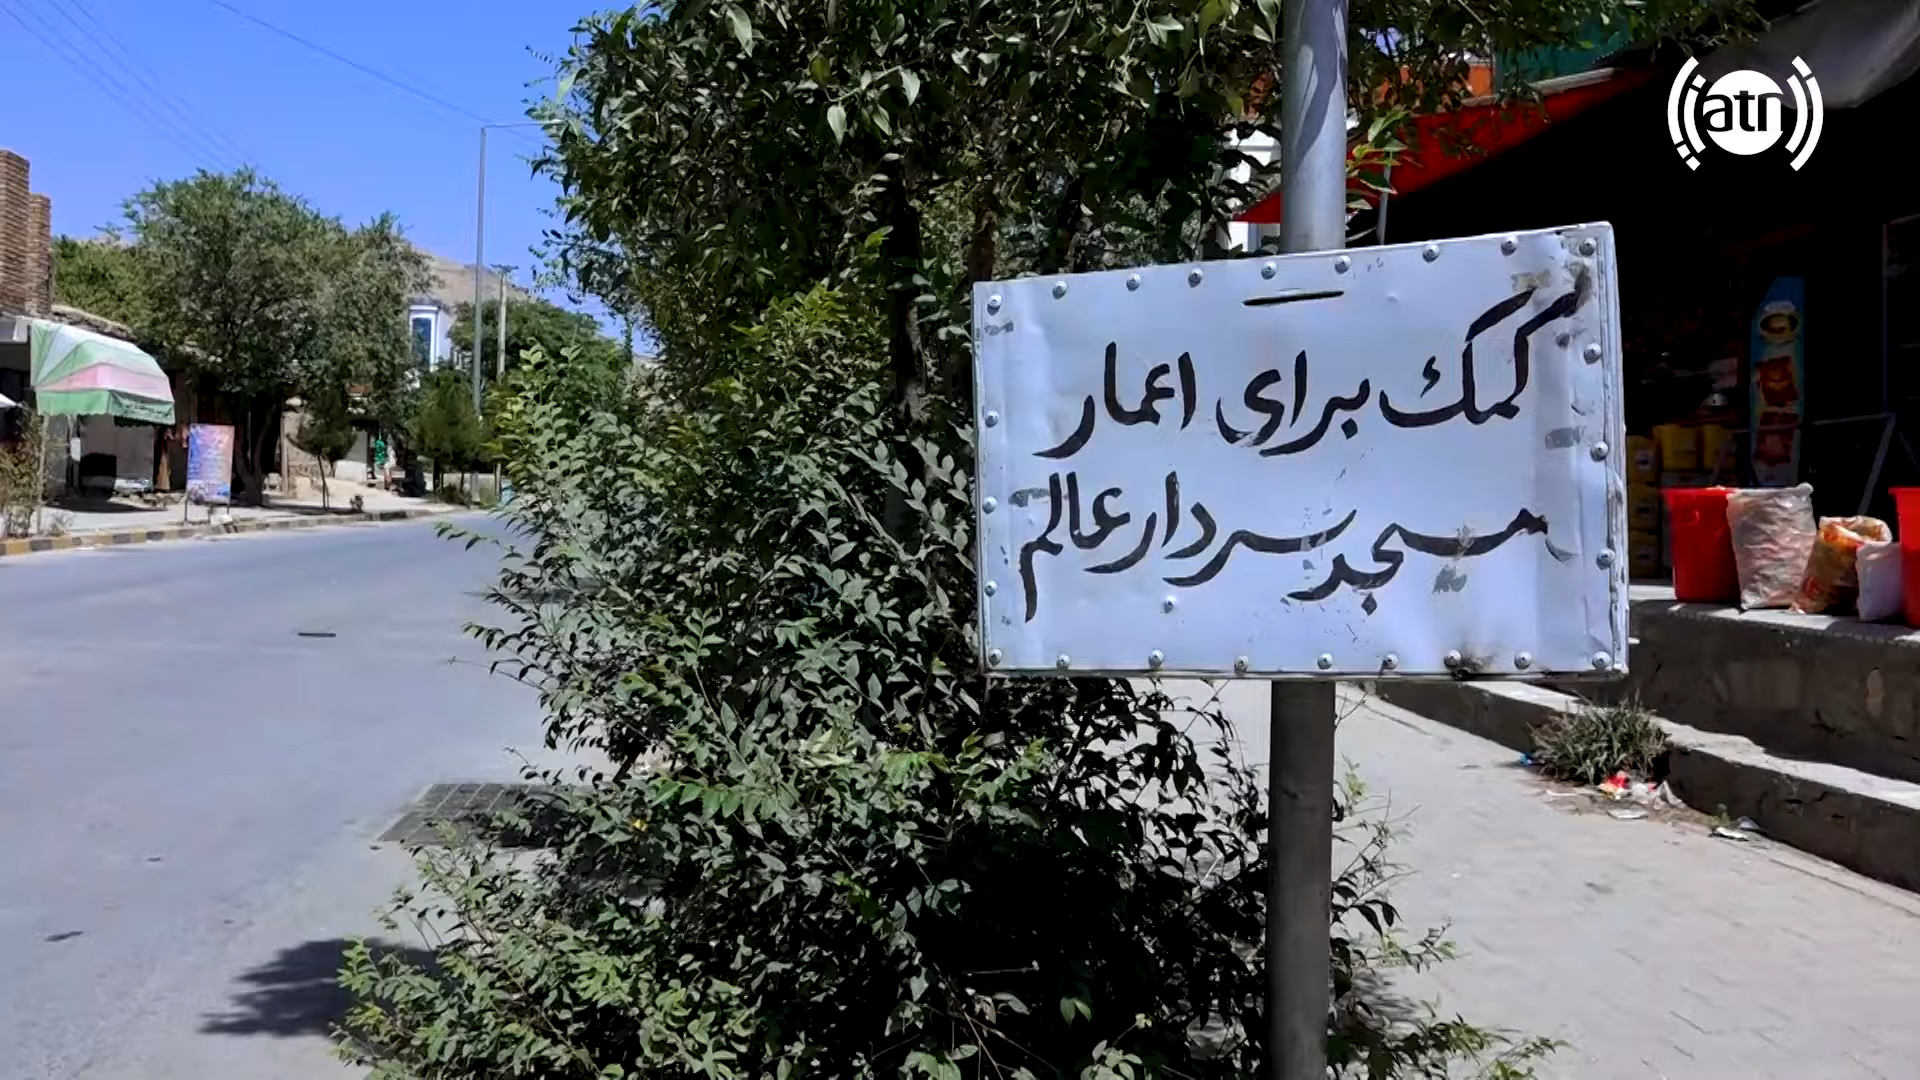 atn
کمک برای اعمار
مسجد سردار عالم